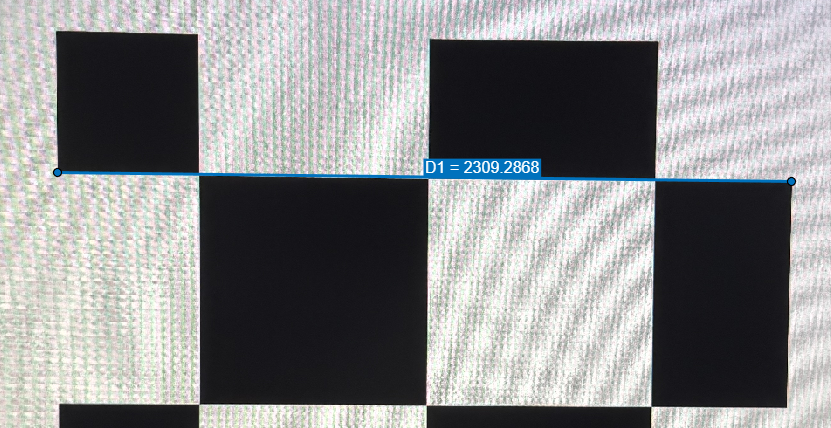 D1 = 2309.2868